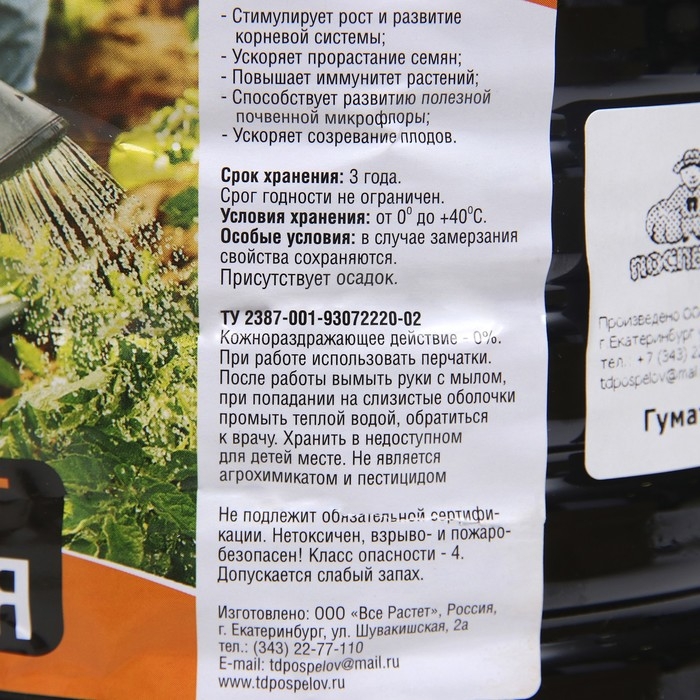 - Стимулирует рост и развитие
корневой системы;
- Ускоряет прорастание семян;
- Повышает иммунитет растений;
- Способствует развитию полезной
почвенной микрофлоры;
- Ускоряет созревание плодов.
Срок хранения: 3 года.
Срог годности не ограничен.
Условия хранения: от 0⁰ до +40⁰С.
Особые условия: в случае замерзания
свойства сохраняются.
Присутствует осадок.
ТУ 2387-001-93072220-02
Кожнораздражающее действие - 0%.
При работе использовать перчатки.
После работы вымыть руки с мылом,
при попадании на слизистые оболочки
промыть теплой водой, обратиться
к врачу. Хранить в недоступном
для детей месте. Не является
агрохимикатом и пестицидом
Не подлежит обязательной сертифи-
кации. Нетоксичен, взрыво- и пожаро-
безопасен! Класс опасности - 4.
Допускается слабый запах.
Изготовлено: ООО «Все Растет», Россия,
г. Екатеринбург, ул. Шувакишская, 2а
тел.: (343) 22-77-110
E-mail: tdpospelov@mail.ru
www.tdpospelov.ru
Я
Произведено ОО
г Екатеринбург
тел. +7 (343) 2
tdpospelov@mail
Гума